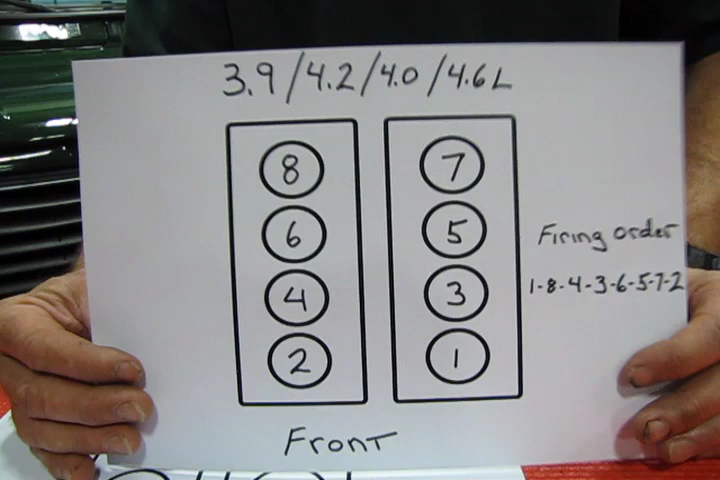 3.9/4.2/4.0/4.6L
8 7
6 5
4 3
2 1
Firing order
1-8-4-3-6-5-7-2
Front